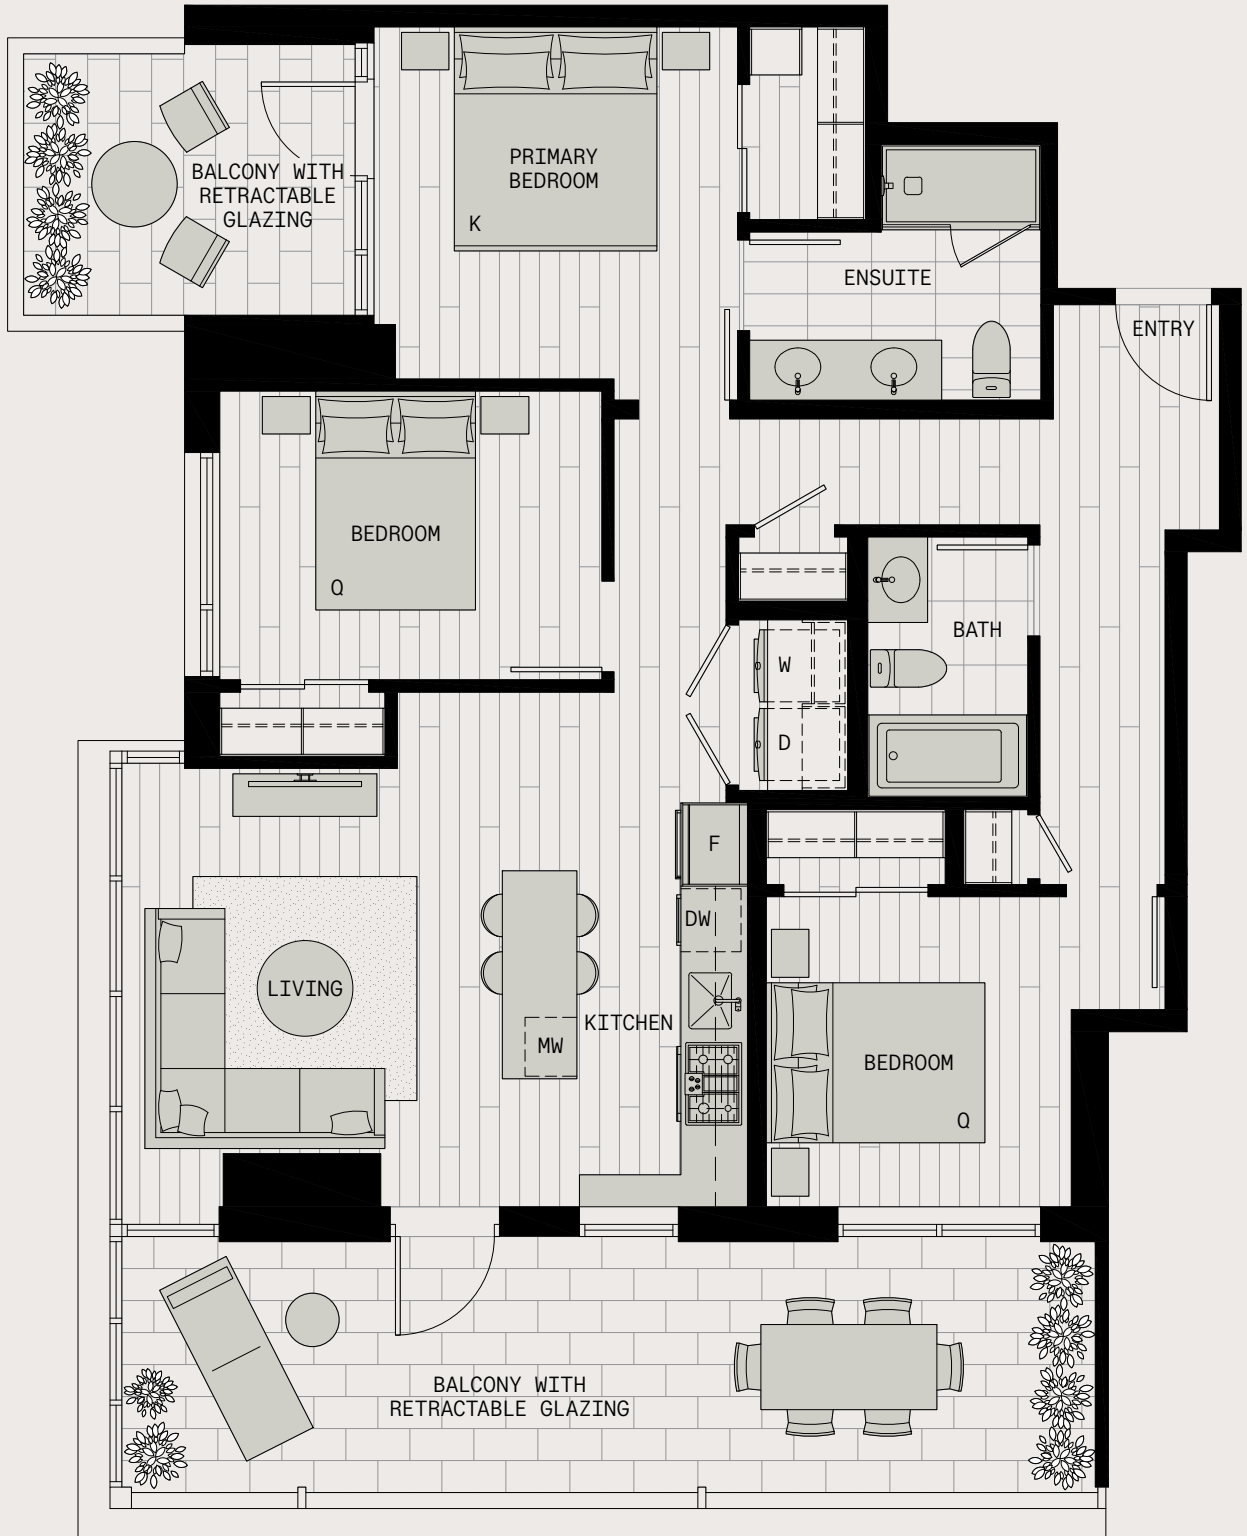 PRIMARY
BEDROOM
K
BALCONY WITH
RETRACTABLE
GLAZING
ENSUITE
ENTRY
BEDROOM
Q
BATH
W
D
F
DW
LIVING
KITCHEN
MW
BEDROOM
Q
BALCONY WITH
RETRACTABLE GLAZING